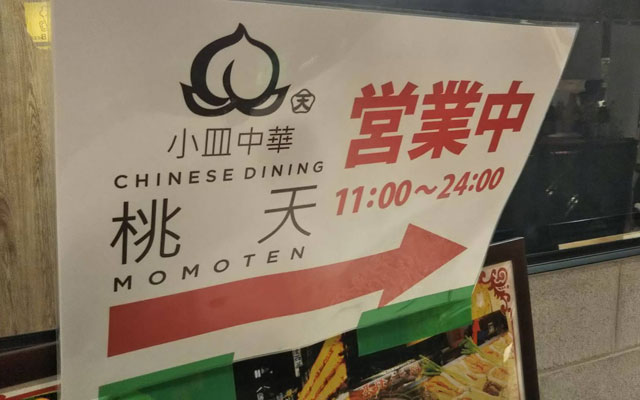 天
小皿中華
CHINESE DINING
桃天
MOMOTEN
営業中
11:00〜24:00